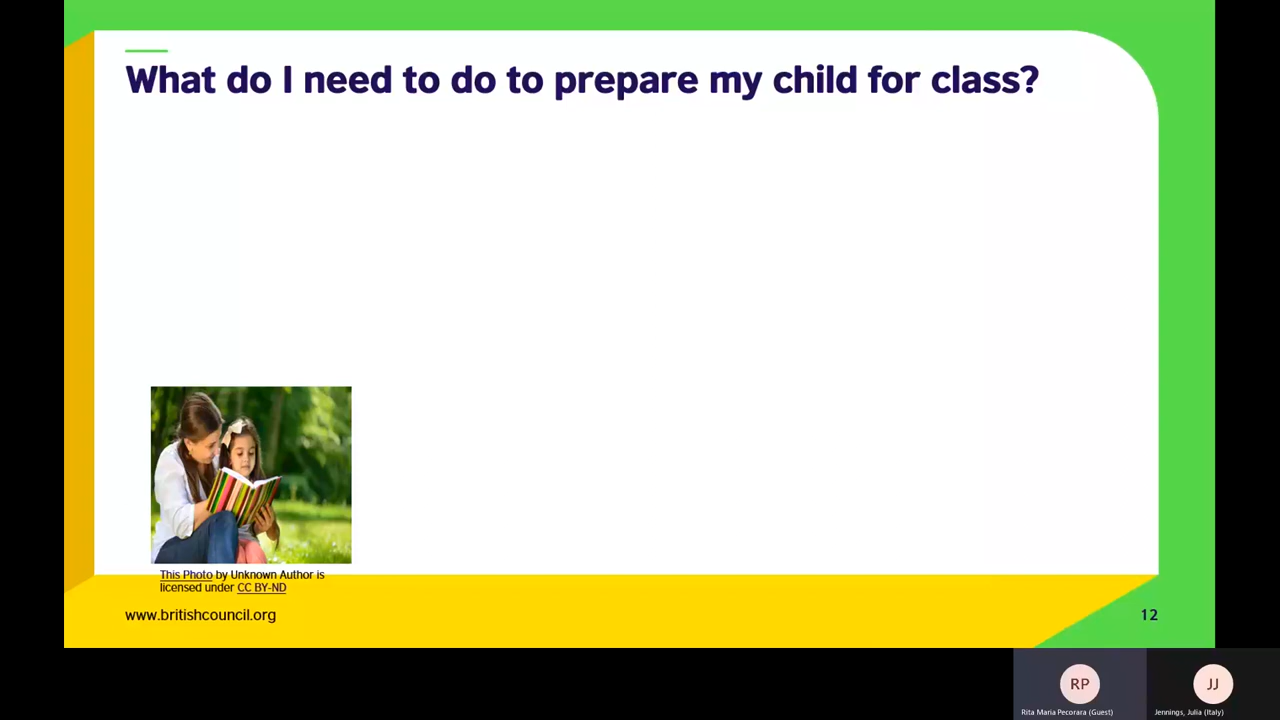 What do I need to do to prepare my child for class?
This Photo by Unknown Author is
licensed under CC BY-ND
www.britishcouncil.org
12
RP
JJ
Rita Maria Pecorara (Guest)
Jennings, Julia (Italy)